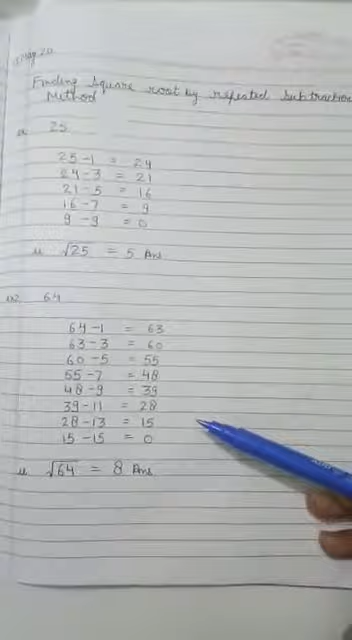 Finding Square root by repeated Subtraction
Method
25
25-1 = 24
24-3 = 21
21-5 = 16
16-7 = 9
9-9 = 0
√25 = 5 Ans
64
64-1 = 63
63-3 = 60
60-5 = 55
55-7 = 48
48-9 = 39
39-11 = 28
28-13 = 15
15-15 = 0
√64 = 8 Ans